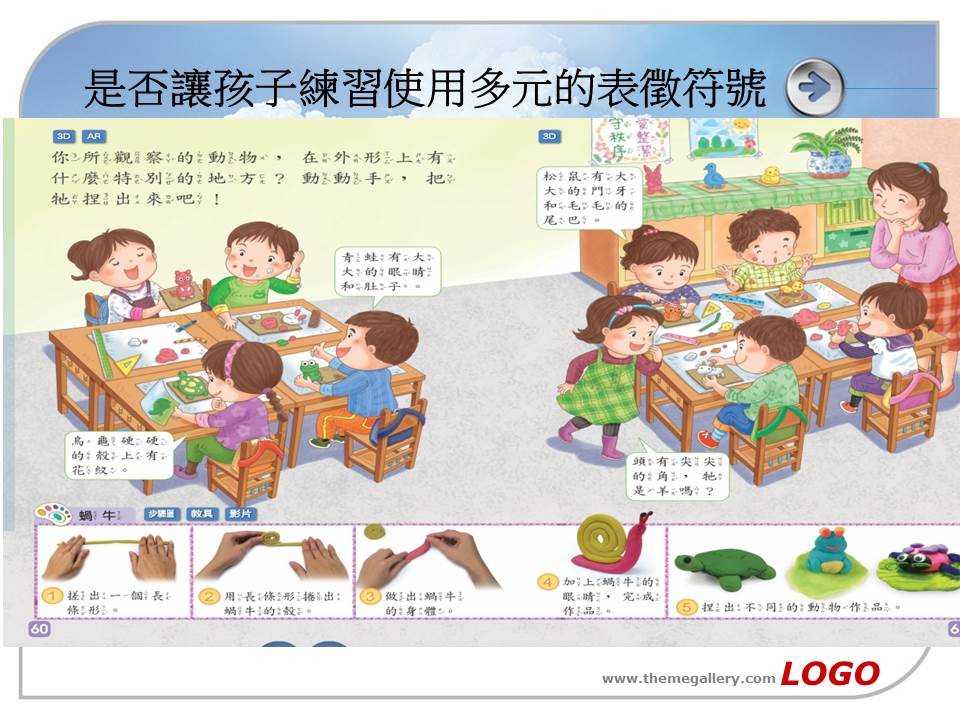 是否讓孩子練習使用多元的表徵符號
3D AR
你所觀察的動物，在外形上有
什麼特別的地方？動動手，把
牠捏出來吧！
青蛙有大
大的眼睛
和肚子。
烏龜硬硬
的殼上有
花紋。
3D
守秩序
愛整潔
松鼠有大
大的門牙
和毛毛的
尾巴。
頭有尖尖
的角，牠
是羊嗎？
蝸牛 步驟圖 教具 影片
1 搓出一個長
條形。
2 用長條形捲出
蝸牛的殼。
3 做出蝸牛
的身體。
4 加上蝸牛的
眼睛，完成
作品。
5 捏出不同的動物作品。
60
6
www.themegallery.com LOGO